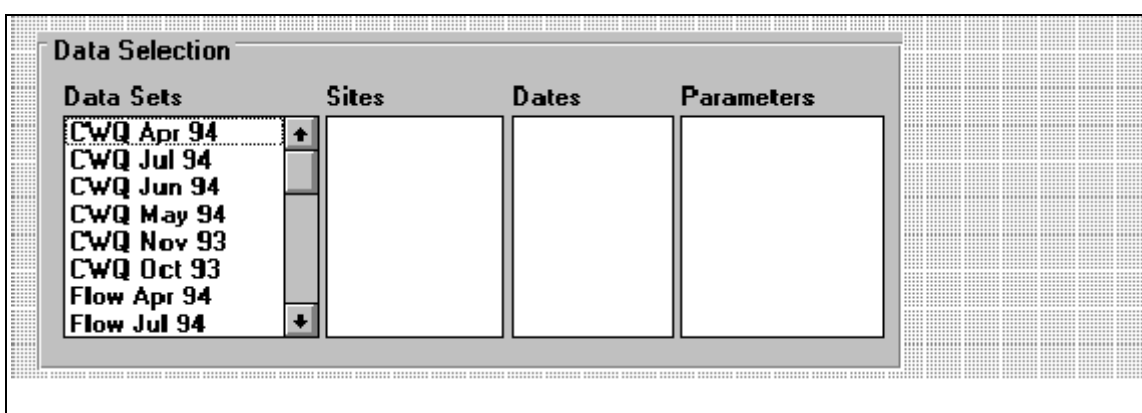 Data Selection
Data Sets Sites Dates Parameters
CWQ Apr 94
CWQ Jul 94
CWQ Jun 94
CWQ May 94
CWQ Nov 93
CWQ Oct 93
Flow Apr 94
Flow Jul 94